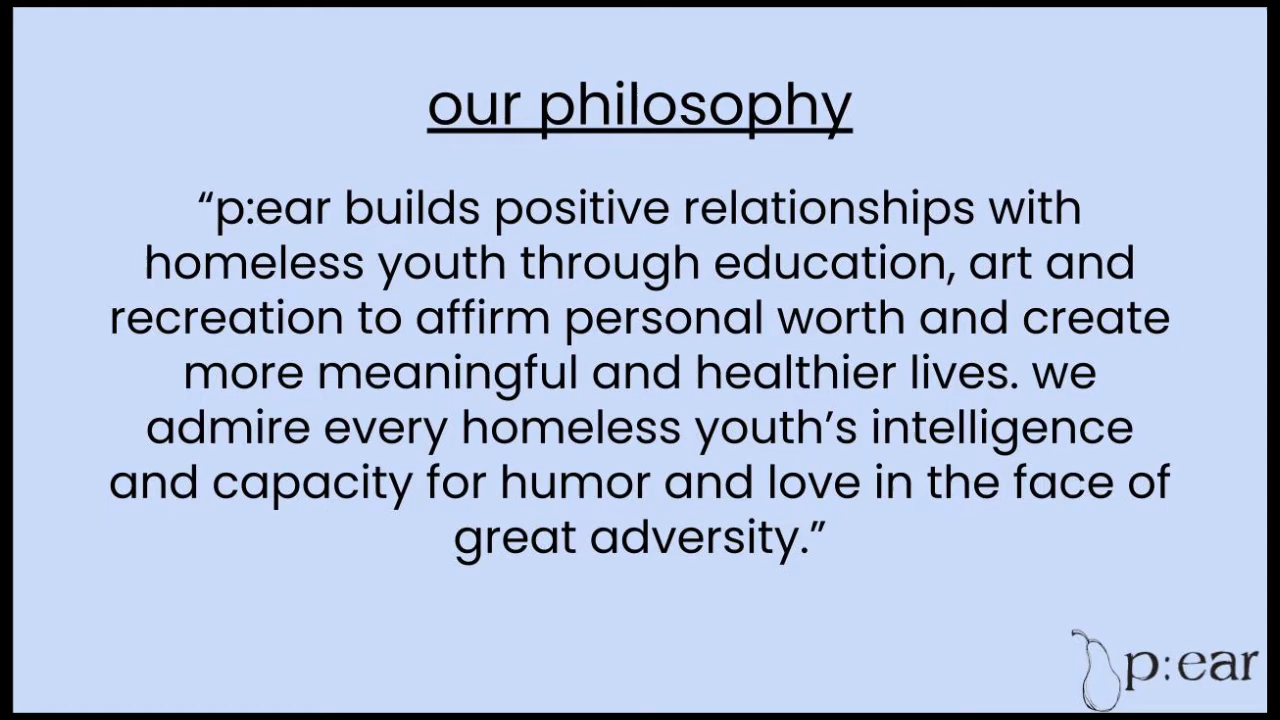 our philosophy
“p:ear builds positive relationships with
homeless youth through education, art and
recreation to affirm personal worth and create
more meaningful and healthier lives. we
admire every homeless youth’s intelligence
and capacity for humor and love in the face of
great adversity.”
p:ear